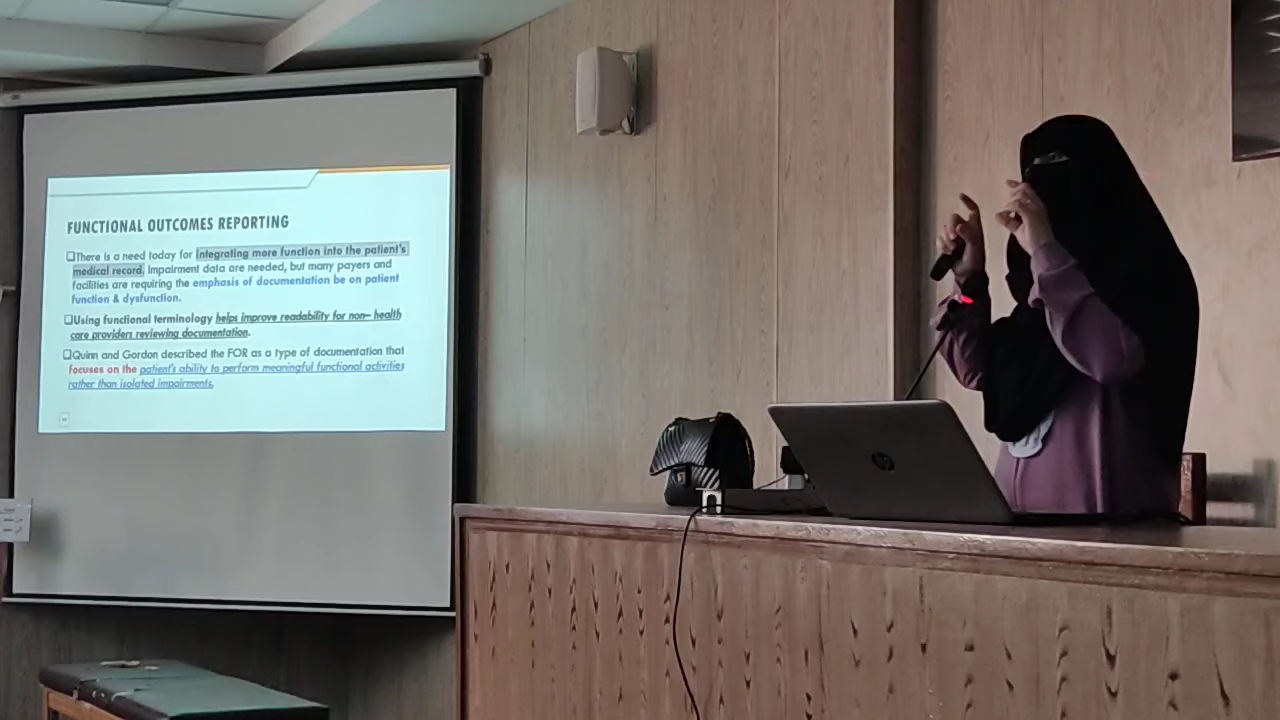 FUNCTIONAL OUTCOMES REPORTING
❑There is a need today for integrating more function into the patient's
medical record. Impairment data are needed, but many payers and
facilities are requiring the emphasis of documentation be on patient
function & dysfunction.
❑Using functional terminology helps improve readability for non- health
care providers reviewing documentation.
❑Quinn and Gordon described the FOR as a type of documentation that
focuses on the patient's ability to perform meaningful functional activities
rather than isolated impairments.
hp